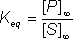 K_eq = [P]_∞ / [S]_∞